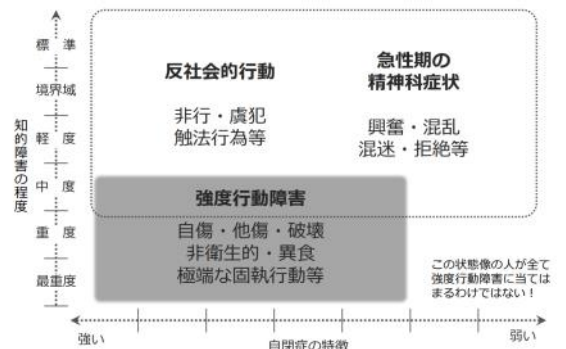 標　準
境界域
軽　度
中　度
重　度
最重度
知的障害の程度
反社会的行動
非行・虞犯
触法行為等
急性期の
精神科症状
興奮・混乱
混迷・拒絶等
強度行動障害
自傷・他傷・破壊
非衛生的・異食
極端な固執行動等
この状態像の人が全て
強度行動障害に当ては
まるわけではない！
強い
自閉症の特徴
弱い